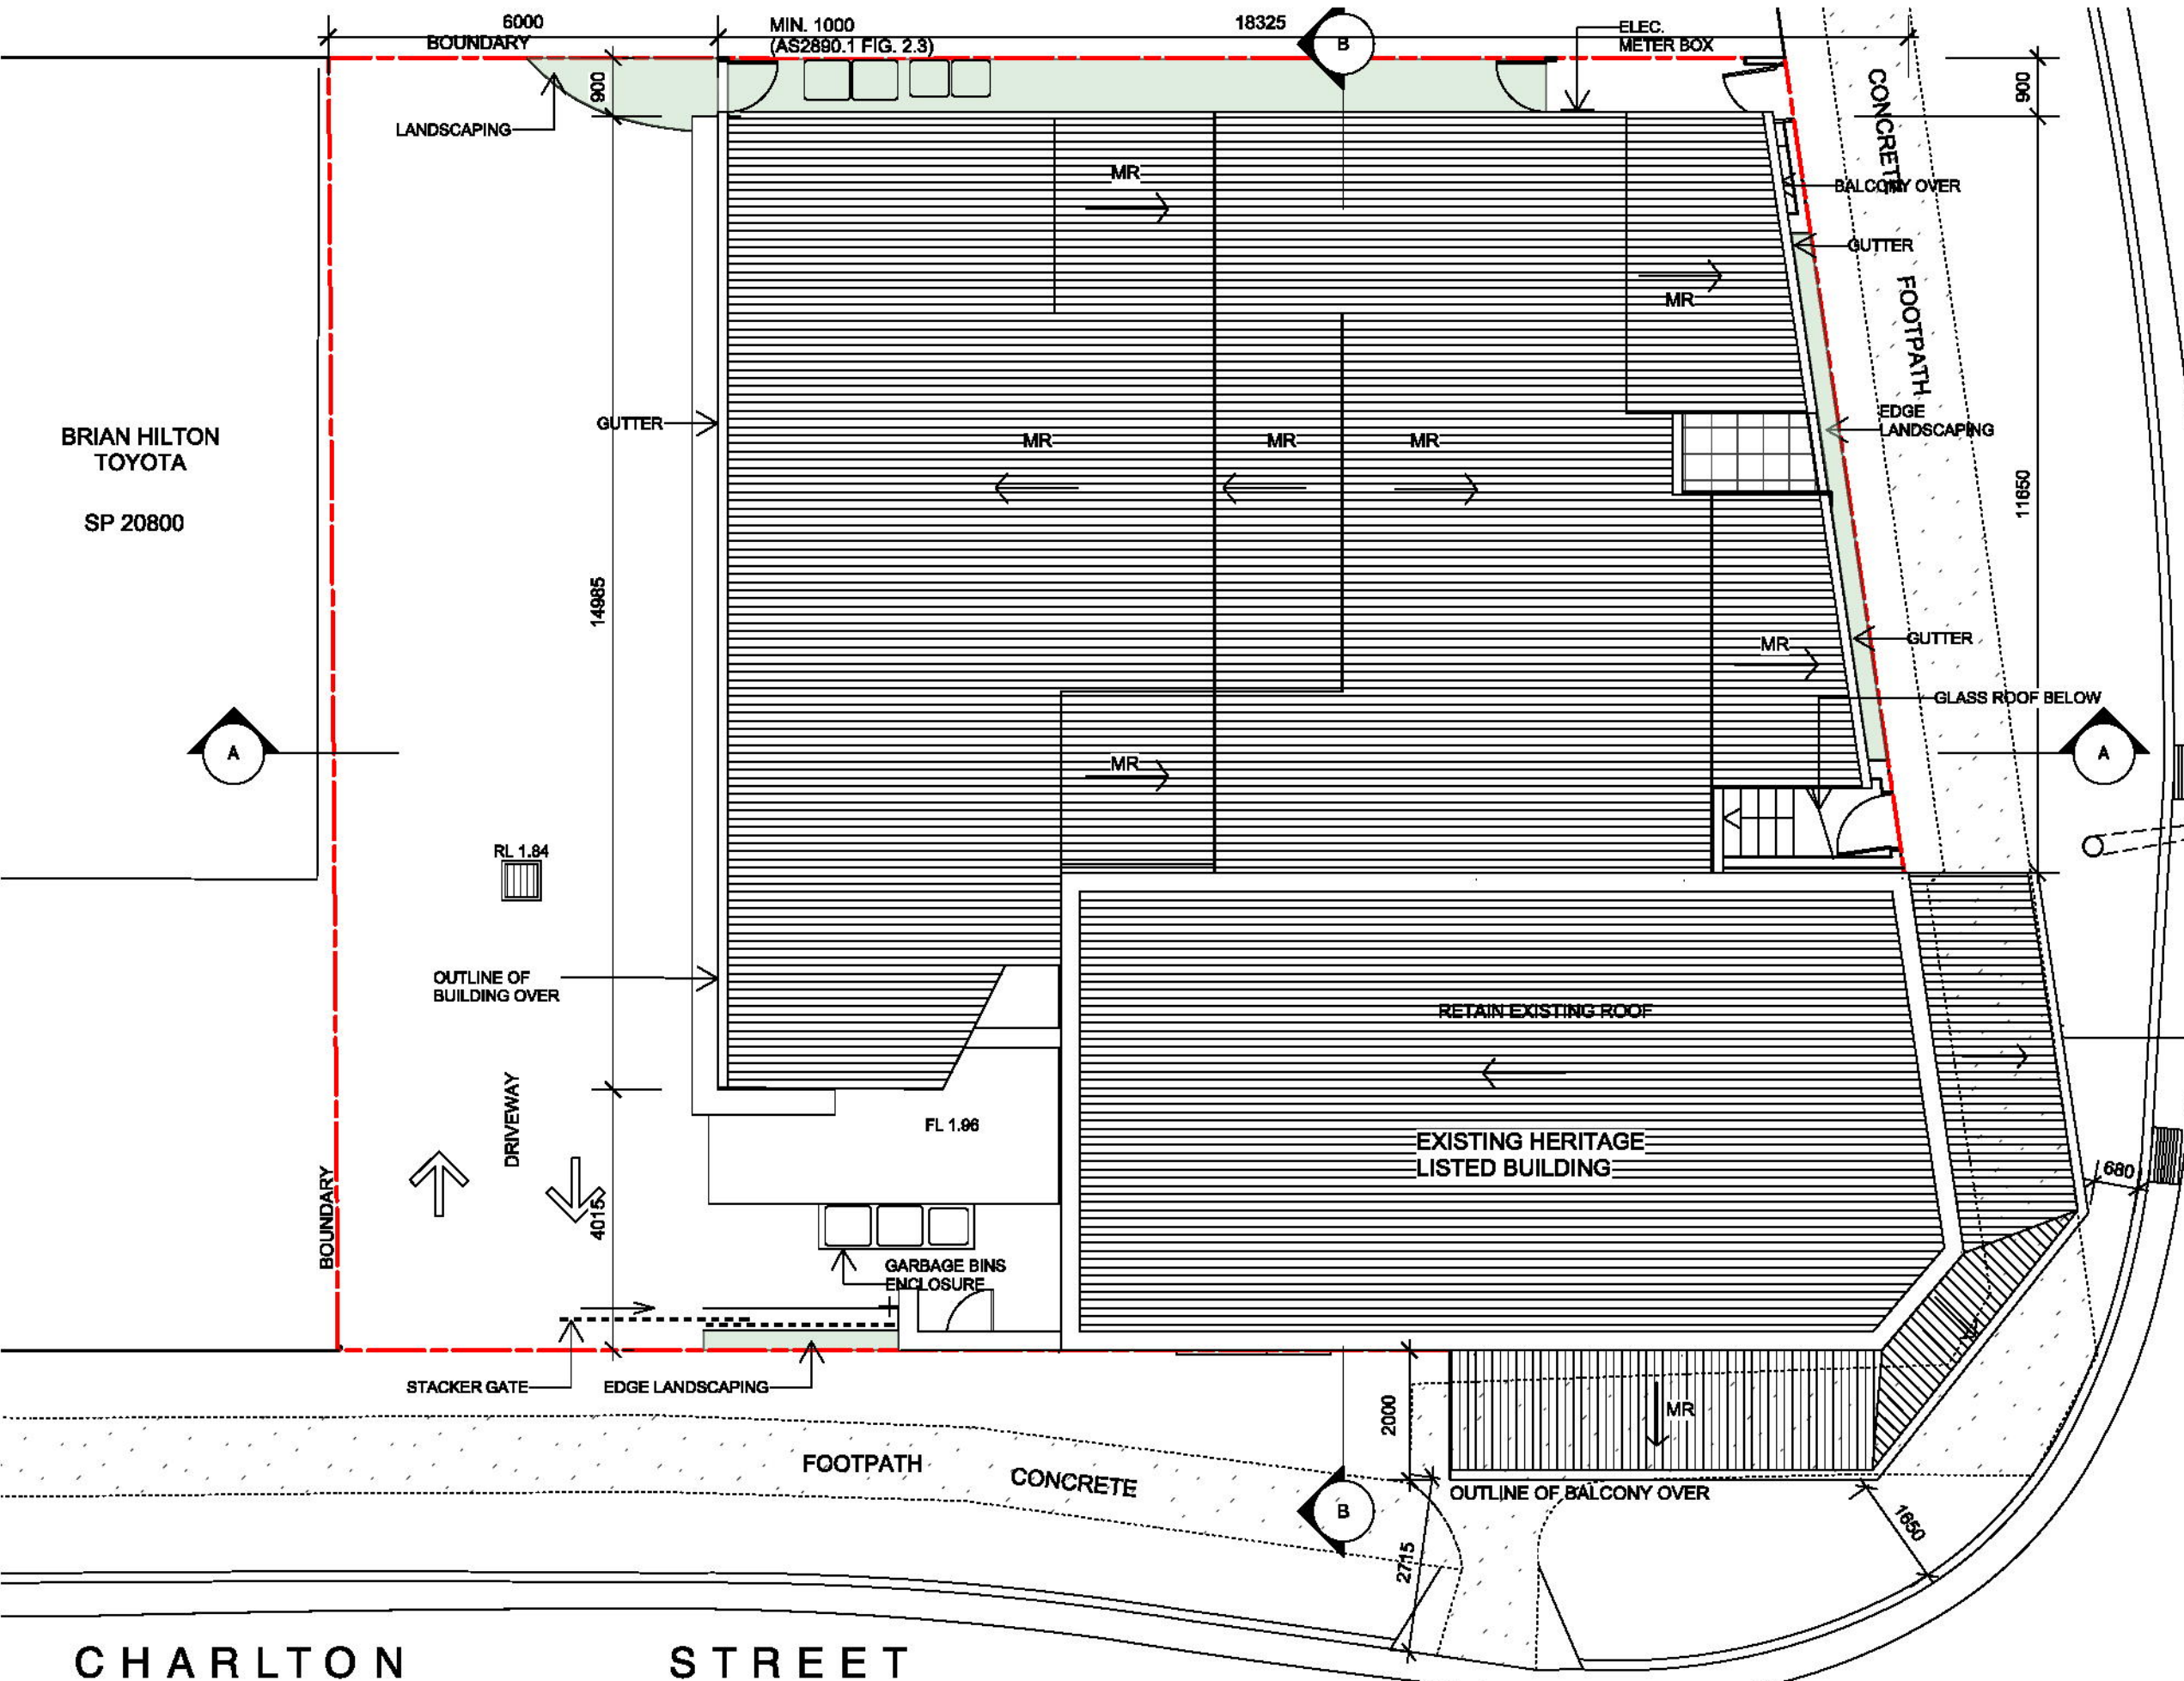 6000
BOUNDARY
MIN. 1000
(AS2890.1 FIG. 2.3)
18325
B
ELEC.
METER BOX
900
LANDSCAPING
900
CONCRETE
FOOTPATH
MR
BALCONY OVER
GUTTER
MR
BRIAN HILTON
TOYOTA
SP 20800
GUTTER
MR
MR
MR
EDGE
LANDSCAPING
11650
14985
MR
GUTTER
GLASS ROOF BELOW
A
MR
A
RL 1.84
OUTLINE OF
BUILDING OVER
RETAIN EXISTING ROOF
DRIVEWAY
FL 1.96
EXISTING HERITAGE
LISTED BUILDING
680
BOUNDARY
4015
GARBAGE BINS
ENCLOSURE
STACKER GATE
EDGE LANDSCAPING
2000
MR
FOOTPATH
CONCRETE
OUTLINE OF BALCONY OVER
B
1650
2715
CHARLTON STREET